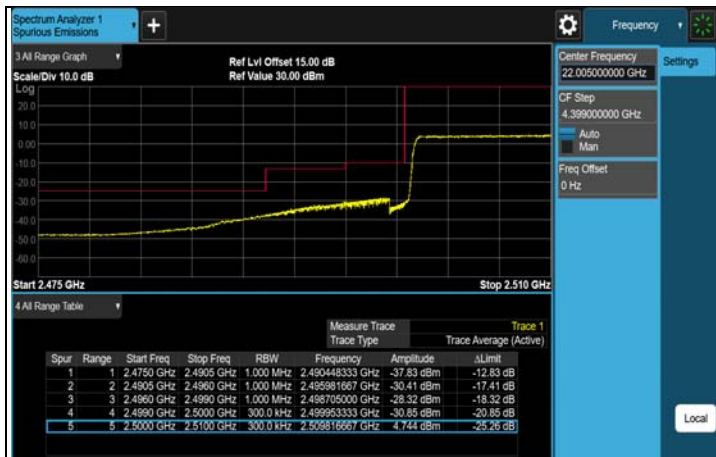 Spectrum Analyzer 1
Spurious Emissions
+
Frequency
3 All Range Graph
Ref Lvl Offset 15.00 dB
Scale/Div 10.0 dB
Ref Value 30.00 dBm
Log
20.0
10.0
0.00
-10.0
-20.0
-30.0
-40.0
-50.0
-60.0
Start 2.475 GHz
Stop 2.510 GHz
Center Frequency
22.005000000 GHz
Settings
CF Step
4.399000000 GHz
Auto
Man
Freq Offset
0 Hz
4 All Range Table
Measure Trace Trace 1
Trace Type Trace Average (Active)
Spur Range Start Freq Stop Freq RBW Frequency Amplitude ΔLimit
1 1 2.4750 GHz 2.4905 GHz 1.000 MHz 2.490448333 GHz -37.83 dBm -12.83 dB
2 2 2.4905 GHz 2.4960 GHz 1.000 MHz 2.495981667 GHz -30.41 dBm -17.41 dB
3 3 2.4960 GHz 2.4990 GHz 1.000 MHz 2.498705000 GHz -28.32 dBm -18.32 dB
4 4 2.4990 GHz 2.5000 GHz 300.0 kHz 2.499953333 GHz -30.85 dBm -20.85 dB
5 5 2.5000 GHz 2.5100 GHz 300.0 kHz 2.509816667 GHz 4.744 dBm -25.26 dB
Local